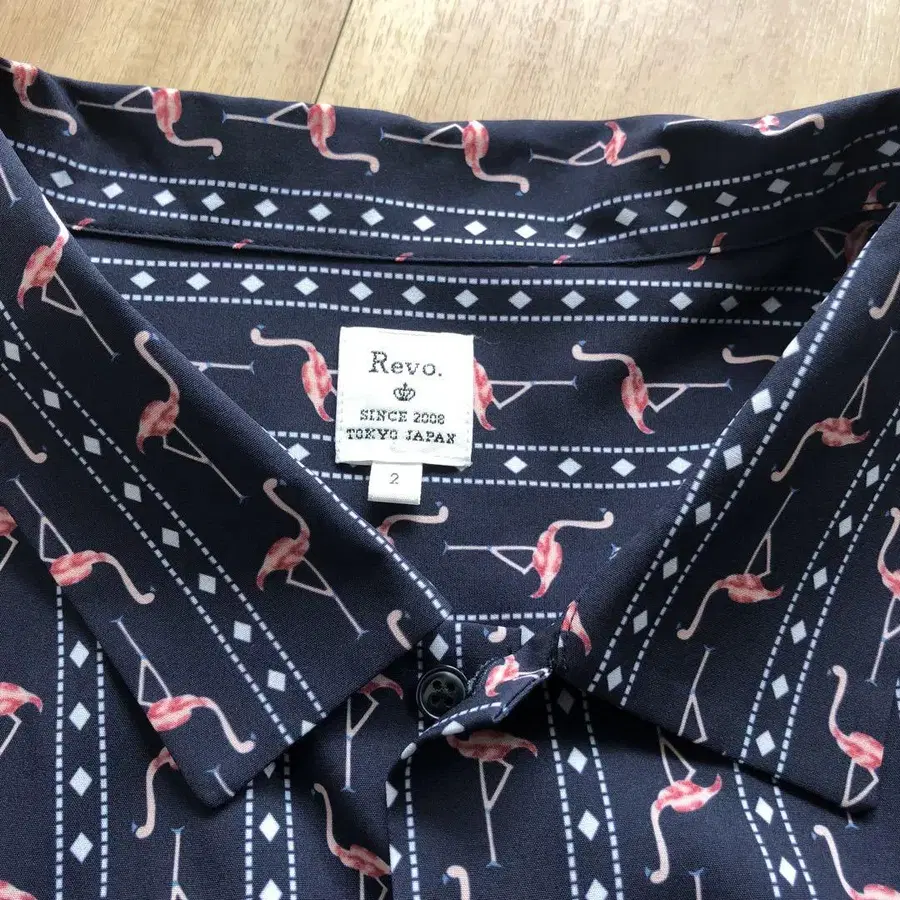 Revo.
SINCE 2008
TOKYO JAPAN
2